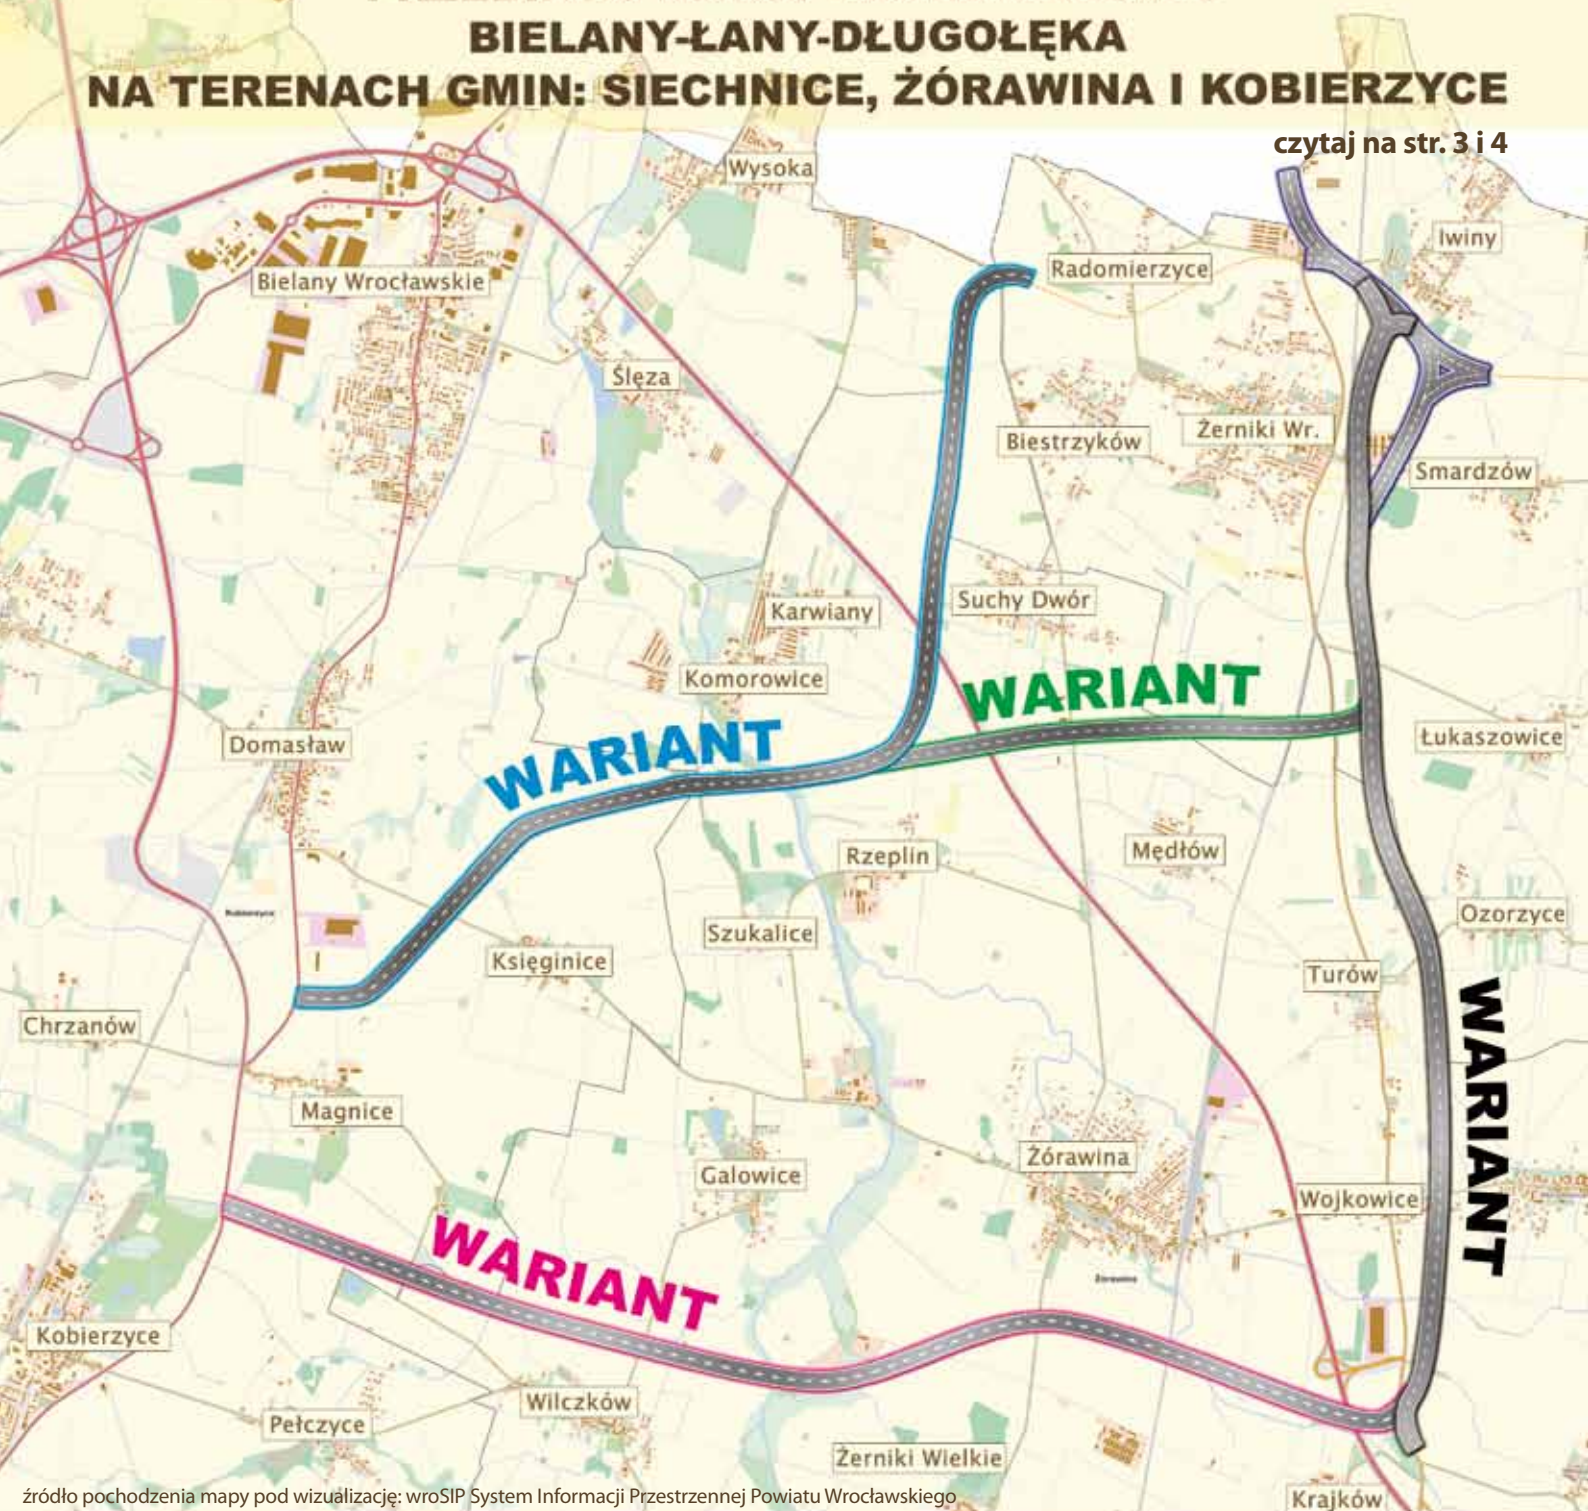 BIELANY-ŁANY-DŁUGOŁĘKA
NA TERENACH GMIN: SIECHNICE, ŻÓRAWINA I KOBIERZYCE
czytaj na str. 3 i 4
Wysoka
Iwiny
Radomierzyce
Bielany Wrocławskie
Ślęza
Żerniki Wr.
Biestrzyków
Smardzów
Suchy Dwór
Karwiany
Komorowice
WARIANT
WARIANT
Łukaszowice
Domasław
Rzeplin
Mędłów
Kobierzyce
Ozorzyce
Szukalice
Księginice
Turów
WARIANT
Chrzanów
Magnice
Żórawina
Galowice
Wojkowice
WARIANT
Żórawina
Kobierzyce
Wilczków
Pełczyce
Żerniki Wielkie
Krajków
źródło pochodzenia mapy pod wizualizację: wroSIP System Informacji Przestrzennej Powiatu Wrocławskiego